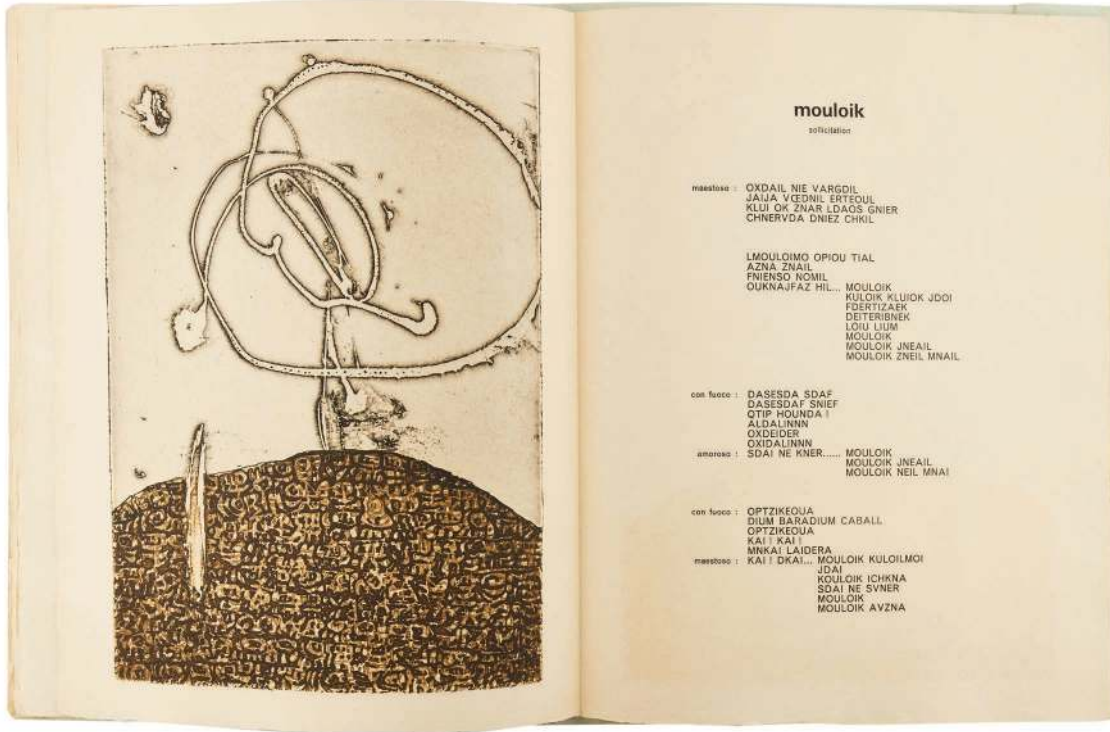 mouloik
sollicitation
maestoso : OXDAIL NIE VARGDIL
JAIJA VŒDNIL ERTEOUL
KLUI OK ZNAR LDAOS GNIER
CHNERVDA DNIEZ CHKIL
LMOULOIMO OPIOU TIAL
AZNA ZNAIL
FNIENSO NOMIL
OUKNAJFAZ HIL... MOULOIK
KULOIK KLUIOK JDOI
FDERTIZAEK
DEITERIBNEK
LOIU LIUM
MOULOIK
MOULOIK JNEAIL
MOULOIK ZNEIL MNAIL
con fuoco : DASESDA SDAF
DASESDAF SNIEF
QTIP HOUNDA !
ALDALINNN
OXDEIDER
OXIDALINNN
amoroso : SDAI NE KNER...... MOULOIK
MOULOIK JNEAIL
MOULOIK NEIL MNAI
con fuoco : OPTZIKEOUA
DIUM BARADIUM CABALL
OPTZIKEOUA
KAI ! KAI !
MNKAI LAIDERA
maestoso : KAI ! DKAI... MOULOIK KULOILMOI
JDAI
KOULOIK ICHKNA
SDAI NE SVNER
MOULOIK
MOULOIK AVZNA